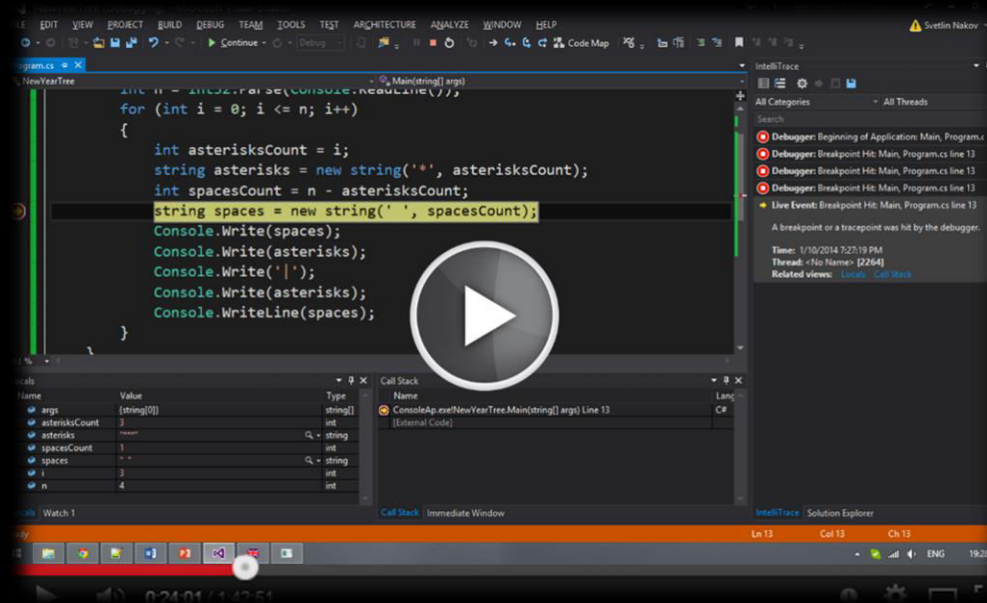 EDIT VIEW PROJECT BUILD DEBUG TEAM TOOLS TEST ARCHITECTURE ANALYZE WINDOW HELP
Svetlin Nakov
Continue Debug Code Map
Program.cs
NewYearTree Main(string[] args)
int n = int32.Parse(Console.ReadLine());
for (int i = 0; i <= n; i++)
{
int asterisksCount = i;
string asterisks = new string('*', asterisksCount);
int spacesCount = n - asterisksCount;
string spaces = new string(' ', spacesCount);
Console.Write(spaces);
Console.Write(asterisks);
Console.Write('|');
Console.Write(asterisks);
Console.WriteLine(spaces);
}
}
IntelliTrace
All Categories All Threads
Search
Debugger: Beginning of Application: Main, Program.c
Debugger: Breakpoint Hit: Main, Program.cs line 13
Debugger: Breakpoint Hit: Main, Program.cs line 13
Debugger: Breakpoint Hit: Main, Program.cs line 13
Live Event: Breakpoint Hit: Main, Program.cs line 13
A breakpoint or a tracepoint was hit by the debugger.
Time: 1/10/2014 7:27:19 PM
Thread: <No Name> [2264]
Related views: Locals Call Stack
Locals
Name Value Type
args {string[0]} string[]
asterisksCount 3 int
asterisks "***" string
spacesCount 1 int
spaces " " string
i 3 int
n 4 int
Locals Watch 1
Call Stack
Name Lang
ConsoleAp.exe!NewYearTree.Main(string[] args) Line 13 C#
[External Code]
Call Stack Immediate Window
IntelliTrace Solution Explorer
Ln 13 Col 13 Ch 13
ENG 19:28
0:24:01 / 1:42:51